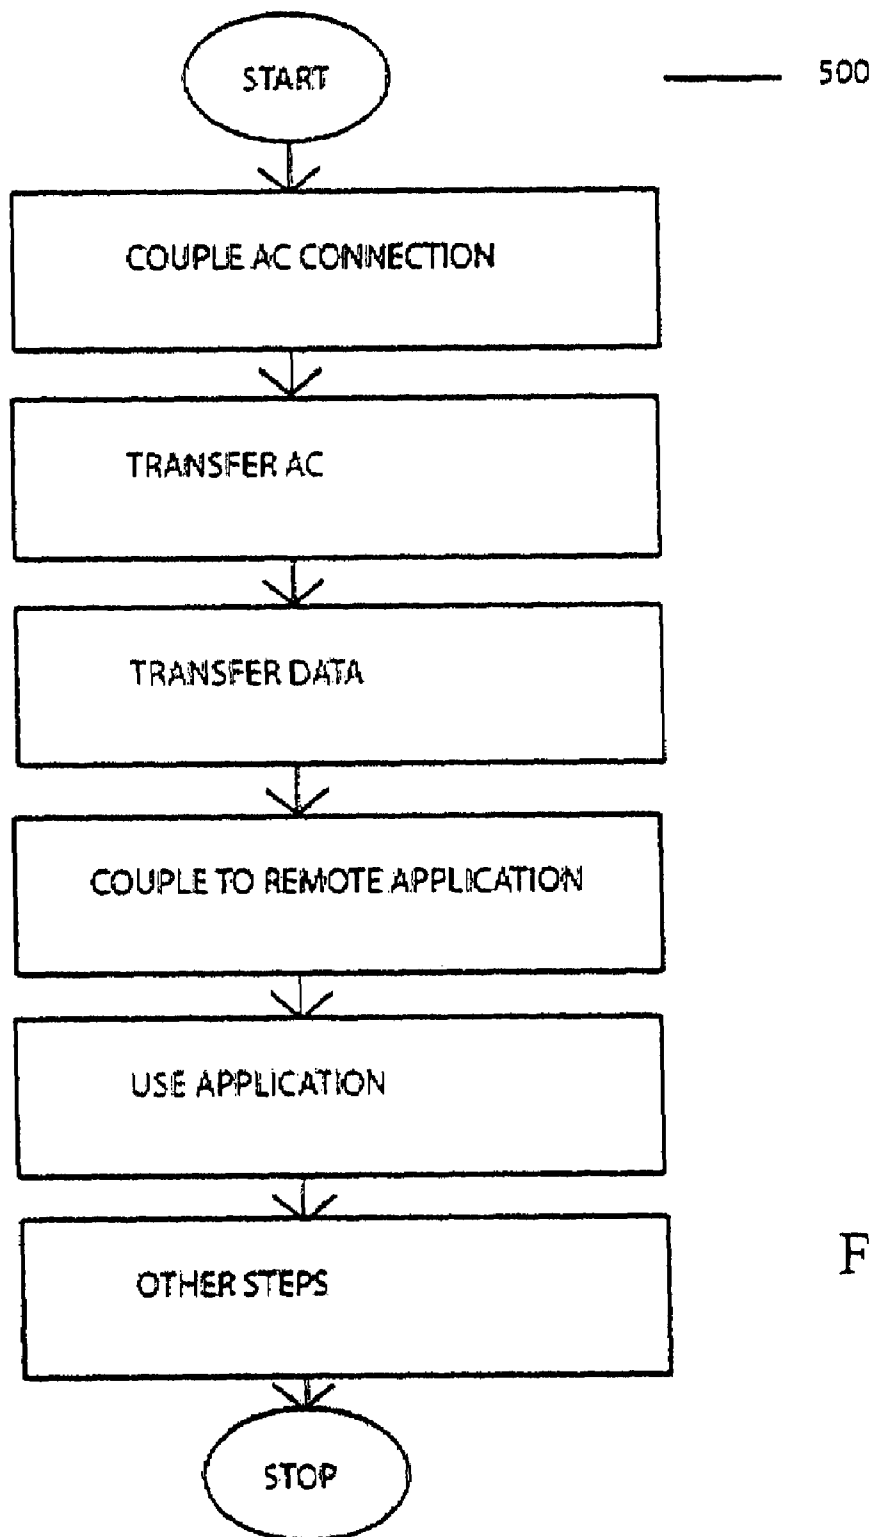 START
500
COUPLE AC CONNECTION
TRANSFER AC
TRANSFER DATA
COUPLE TO REMOTE APPLICATION
USE APPLICATION
OTHER STEPS
F
STOP